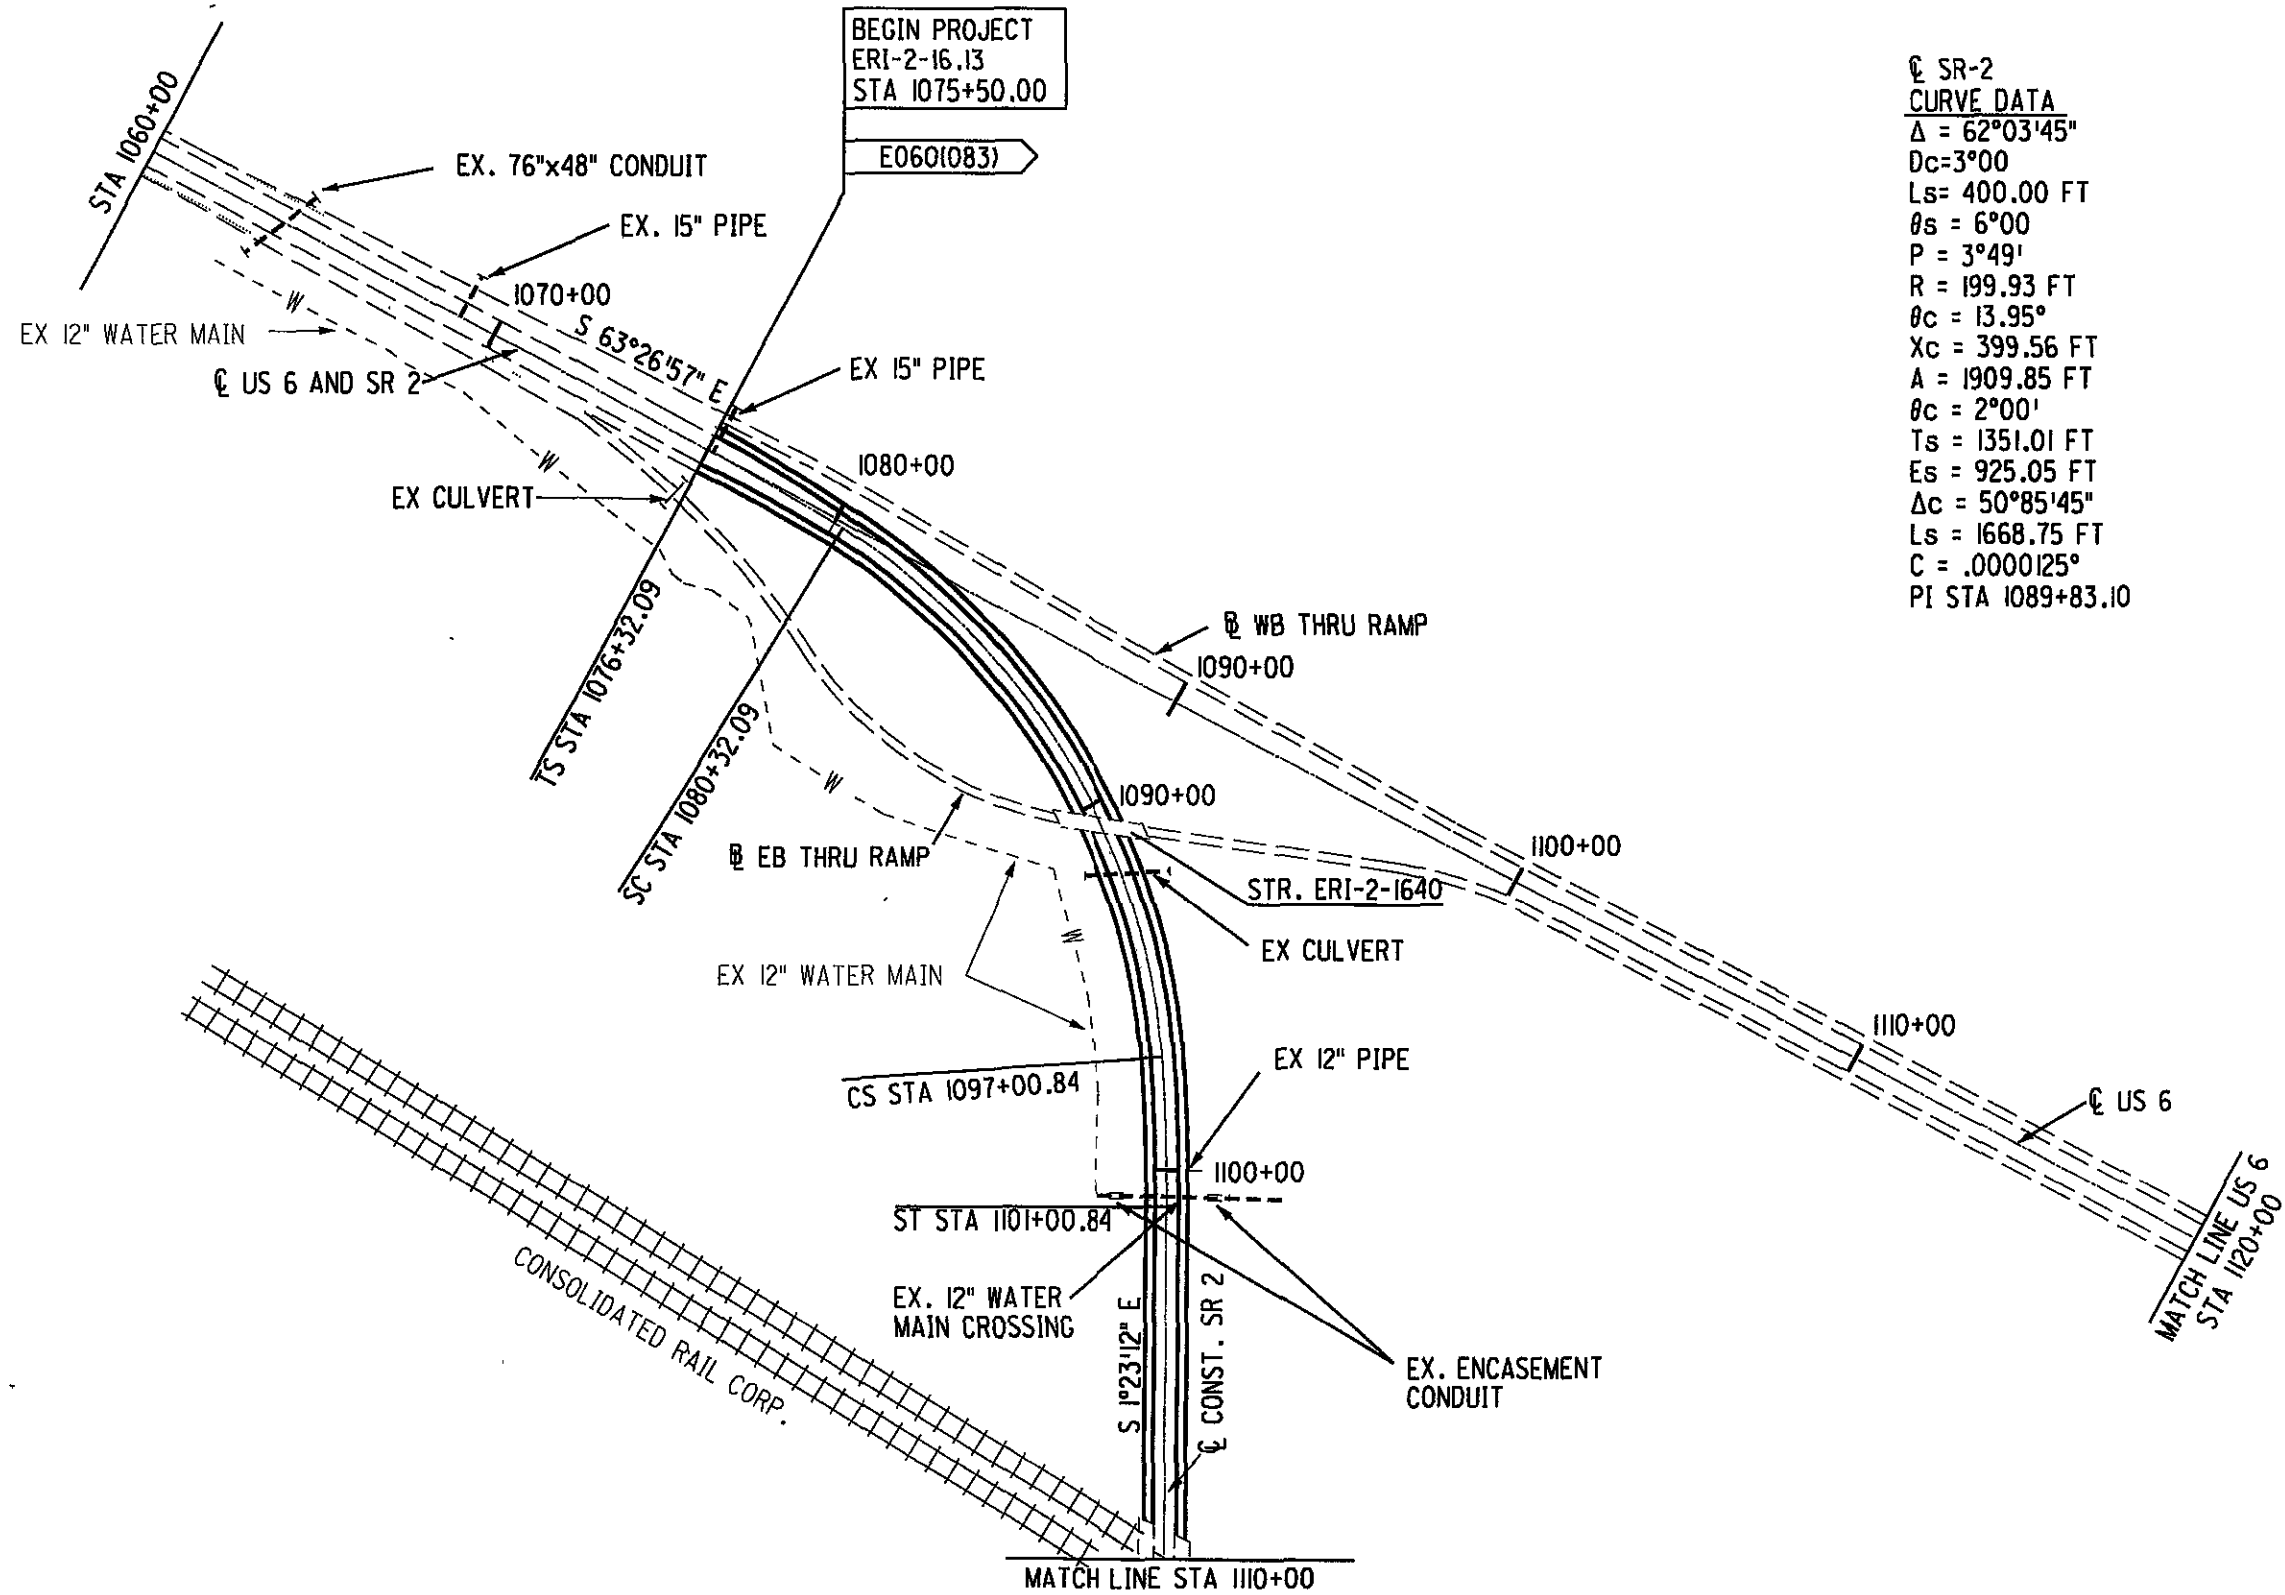 BEGIN PROJECT
ERI-2-16.13
STA 1075+50.00
E060(083)
℄ SR-2
CURVE DATA
Δ = 62°03'45"
Dc=3°00
Ls= 400.00 FT
θs = 6°00
P = 3°49'
R = 199.93 FT
θc = 13.95°
Xc = 399.56 FT
A = 1909.85 FT
θc = 2°00'
Ts = 1351.01 FT
Es = 925.05 FT
Δc = 50°85'45"
Ls = 1668.75 FT
C = .0000125°
PI STA 1089+83.10
STA 1060+00
EX. 76"x48" CONDUIT
EX. 15" PIPE
1070+00
S 63°26'57" E
W
EX 12" WATER MAIN
℄ US 6 AND SR 2
EX 15" PIPE
1080+00
W
EX CULVERT
TS STA 1076+32.09
SC STA 1080+32.09
BL WB THRU RAMP
1090+00
W
1090+00
BL EB THRU RAMP
1100+00
STR. ERI-2-1640
W
EX CULVERT
EX 12" WATER MAIN
1110+00
EX 12" PIPE
CS STA 1097+00.84
℄ US 6
1100+00
ST STA 1101+00.84
MATCH LINE US 6
STA 1120+00
CONSOLIDATED RAIL CORP.
EX. 12" WATER
MAIN CROSSING
S 1°23'12" E
℄ CONST. SR 2
EX. ENCASEMENT
CONDUIT
MATCH LINE STA 1110+00